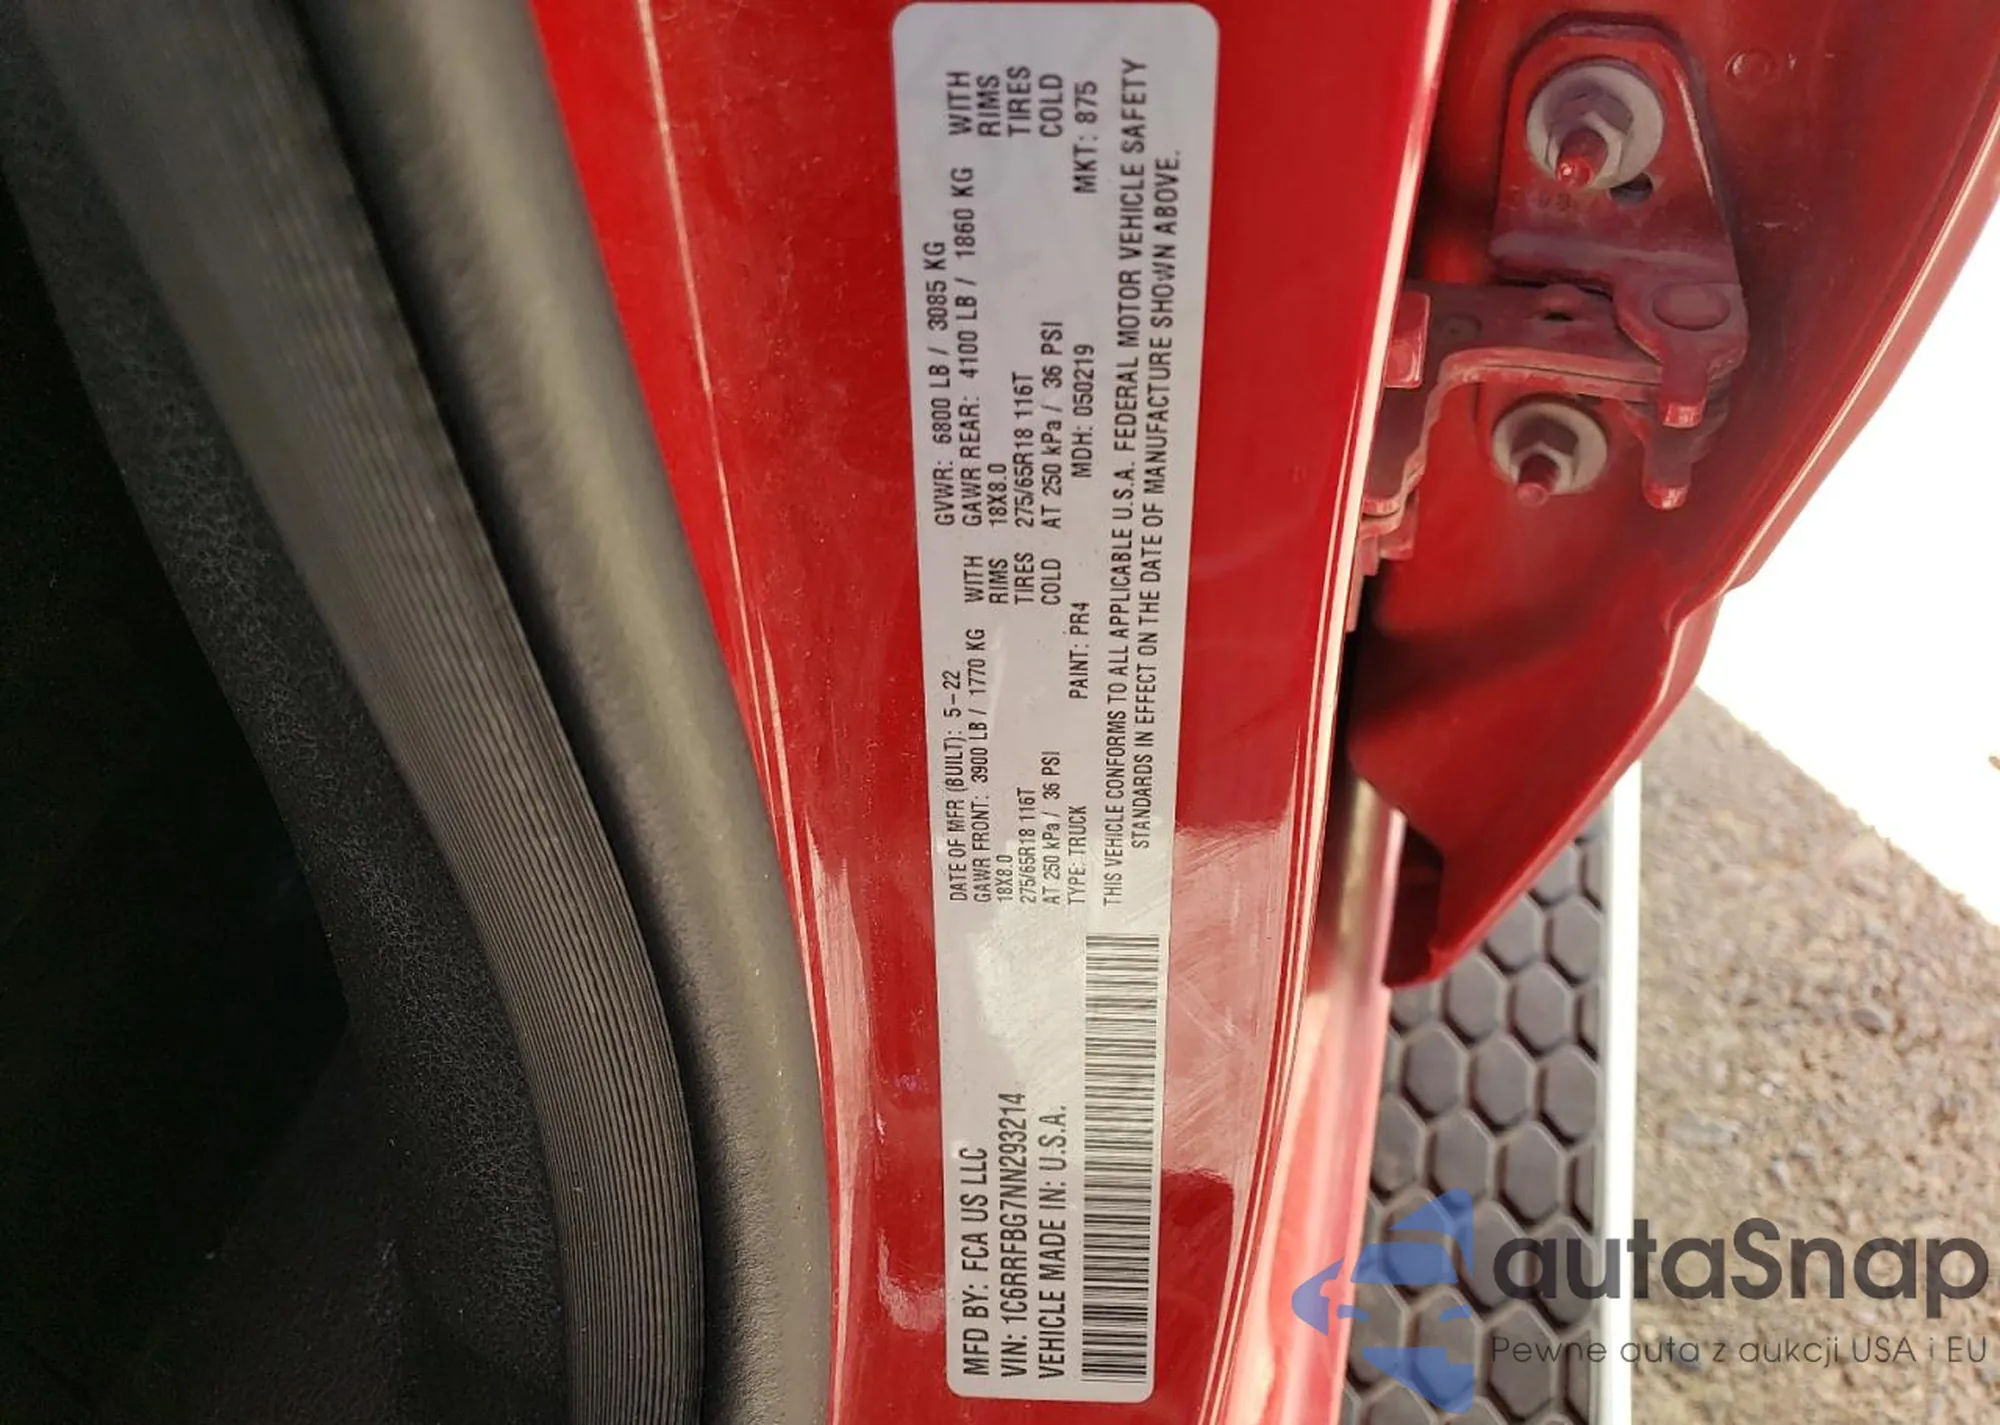 MFD BY: FCA US LLC
VIN: 1C6RRFBG7NN293214
VEHICLE MADE IN: U.S.A.
DATE OF MFR (BUILT): 5-22 GVWR: 6800 LB / 3085 KG
GAWR FRONT: 3900 LB / 1770 KG WITH GAWR REAR: 4100 LB / 1860 KG WITH
18X8.0 RIMS 18X8.0 RIMS
275/65R18 116T TIRES 275/65R18 116T TIRES
AT 250 kPa / 36 PSI COLD AT 250 kPa / 36 PSI COLD
TYPE: TRUCK PAINT: PR4 MDH: 050219 MKT: 875
THIS VEHICLE CONFORMS TO ALL APPLICABLE U.S.A. FEDERAL MOTOR VEHICLE SAFETY
STANDARDS IN EFFECT ON THE DATE OF MANUFACTURE SHOWN ABOVE.
autaSnap
Pewne auta z aukcji USA i EU